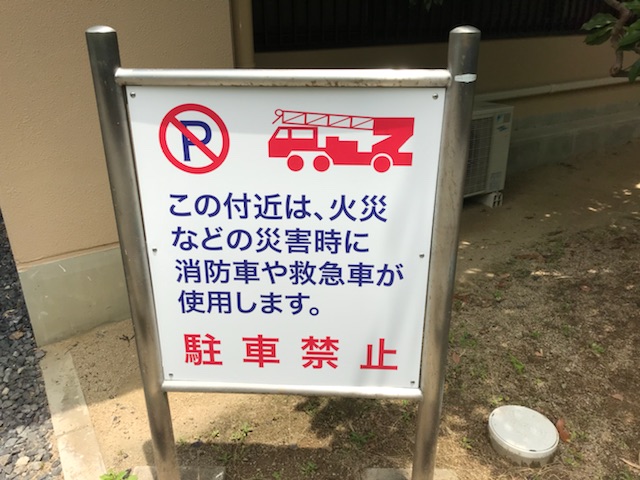 P
この付近は、火災
などの災害時に
消防車や救急車が
使用します。
駐車禁止